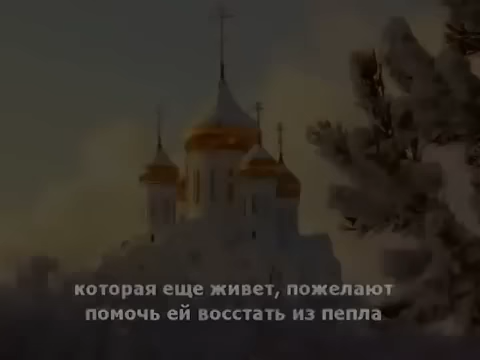 которая еще живет, пожелают
помочь ей восстать из пепла